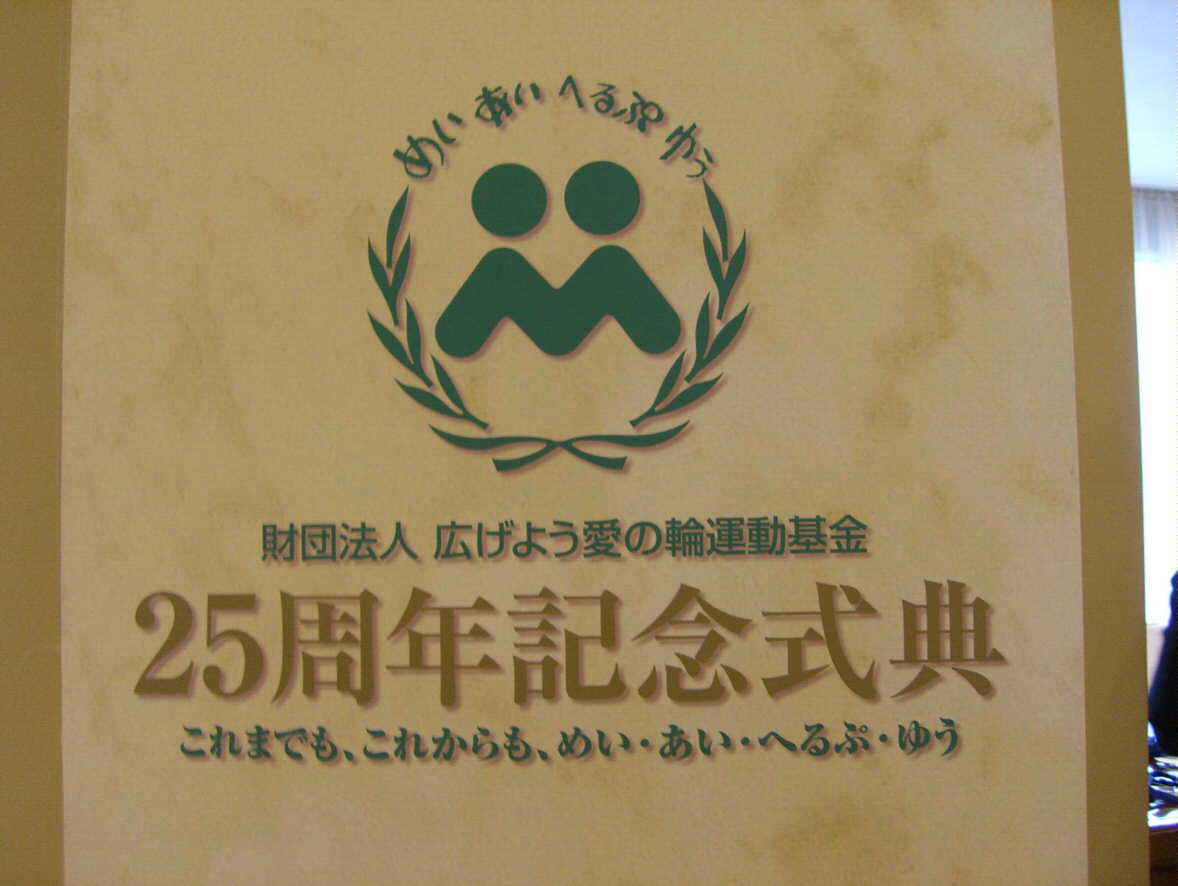 めい あい へるぷ ゆう
財団法人 広げよう愛の輪運動基金
25周年記念式典
これまでも、これからも、めい・あい・へるぷ・ゆう